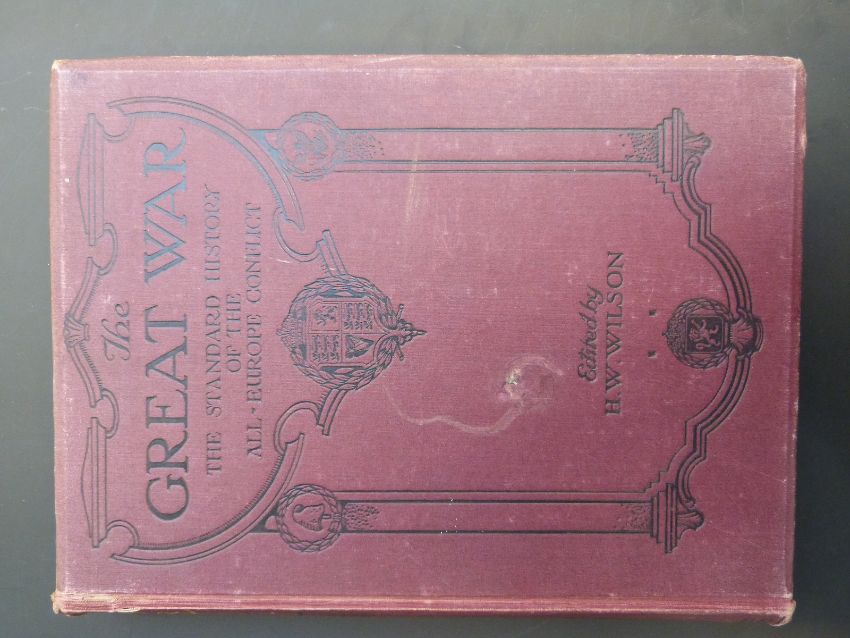 The
GREAT WAR
THE STANDARD HISTORY
OF THE
ALL•EUROPE CONFLICT
Edited by
H.W. WILSON